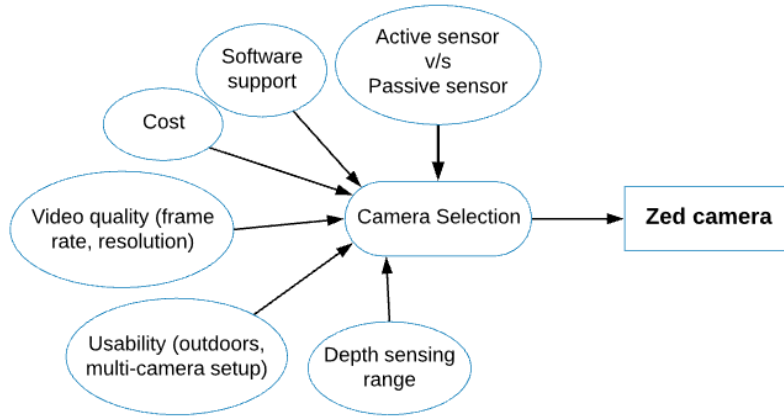 Active sensor
v/s
Passive sensor
Software
support
Cost
Video quality (frame
rate, resolution)
Camera Selection
Zed camera
Usability (outdoors,
multi-camera setup)
Depth sensing
range